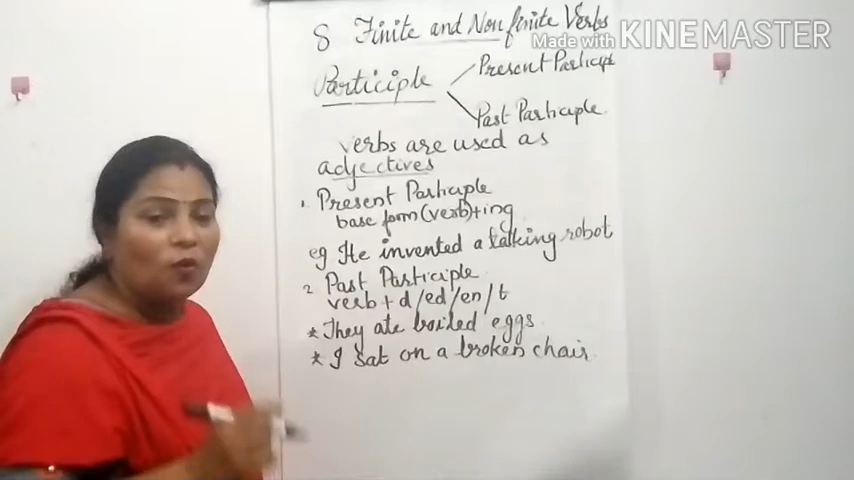 8 Finite and Non finite Verbs
Made with KINEMASTER
Participle
Present Participl
Past Participle
verbs are used as
adjectives
1. Present Participle
base form (verb)+ing
eg He invented a talking robot
2 Past Participle
verb + d/ed/en/t
* They ate boiled eggs
* I sat on a broken chair.